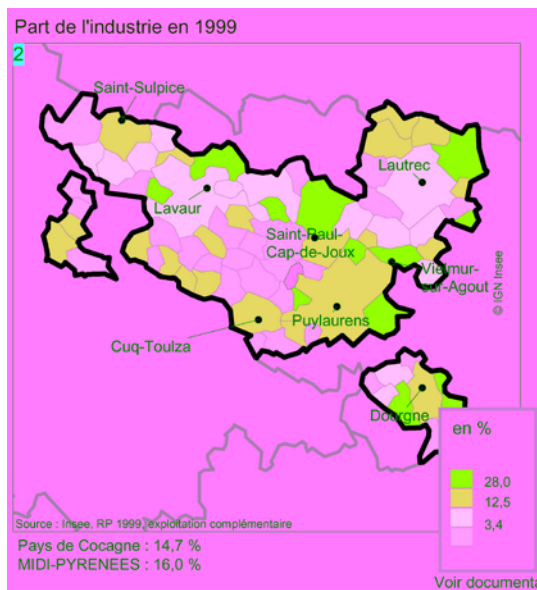 Part de l'industrie en 1999
2
Saint-Sulpice
Lautrec
Lavaur
Saint-Paul-
Cap-de-Joux
Vielmur-
sur-Agout
© IGN Insee
Puylaurens
Cuq-Toulza
Dourgne
en %
28,0
12,5
3,4
Source : Insee, RP 1999, exploitation complémentaire
Pays de Cocagne : 14,7 %
MIDI-PYRENEES : 16,0 %
Voir documenta